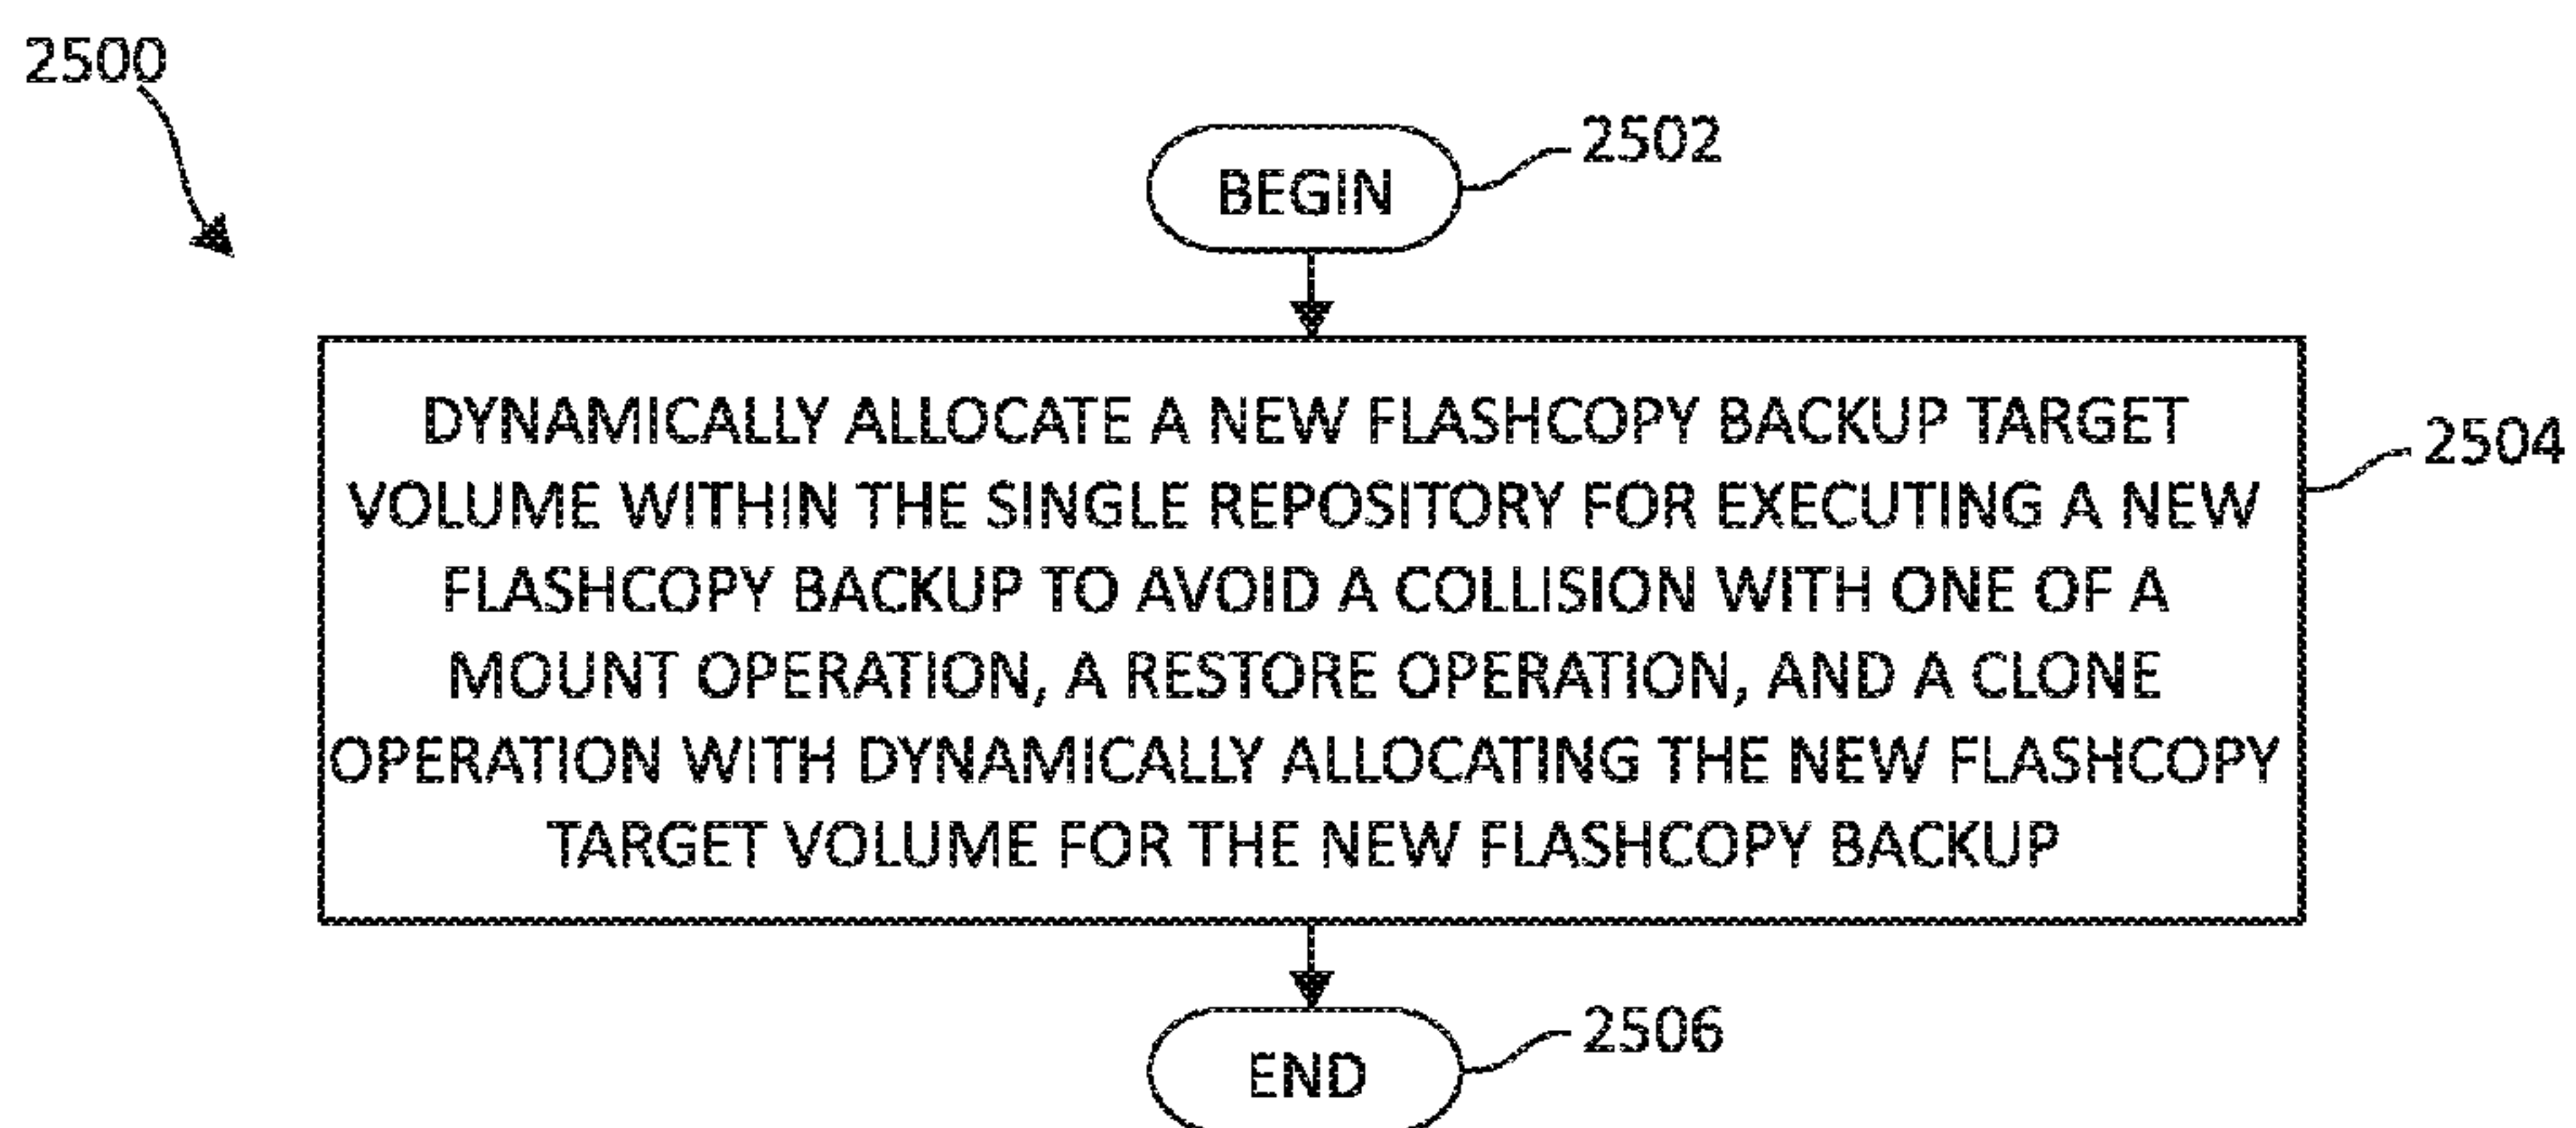 2500
BEGIN
2502
DYNAMICALLY ALLOCATE A NEW FLASHCOPY BACKUP TARGET
VOLUME WITHIN THE SINGLE REPOSITORY FOR EXECUTING A NEW
FLASHCOPY BACKUP TO AVOID A COLLISION WITH ONE OF A
MOUNT OPERATION, A RESTORE OPERATION, AND A CLONE
OPERATION WITH DYNAMICALLY ALLOCATING THE NEW FLASHCOPY
TARGET VOLUME FOR THE NEW FLASHCOPY BACKUP
2504
END
2506